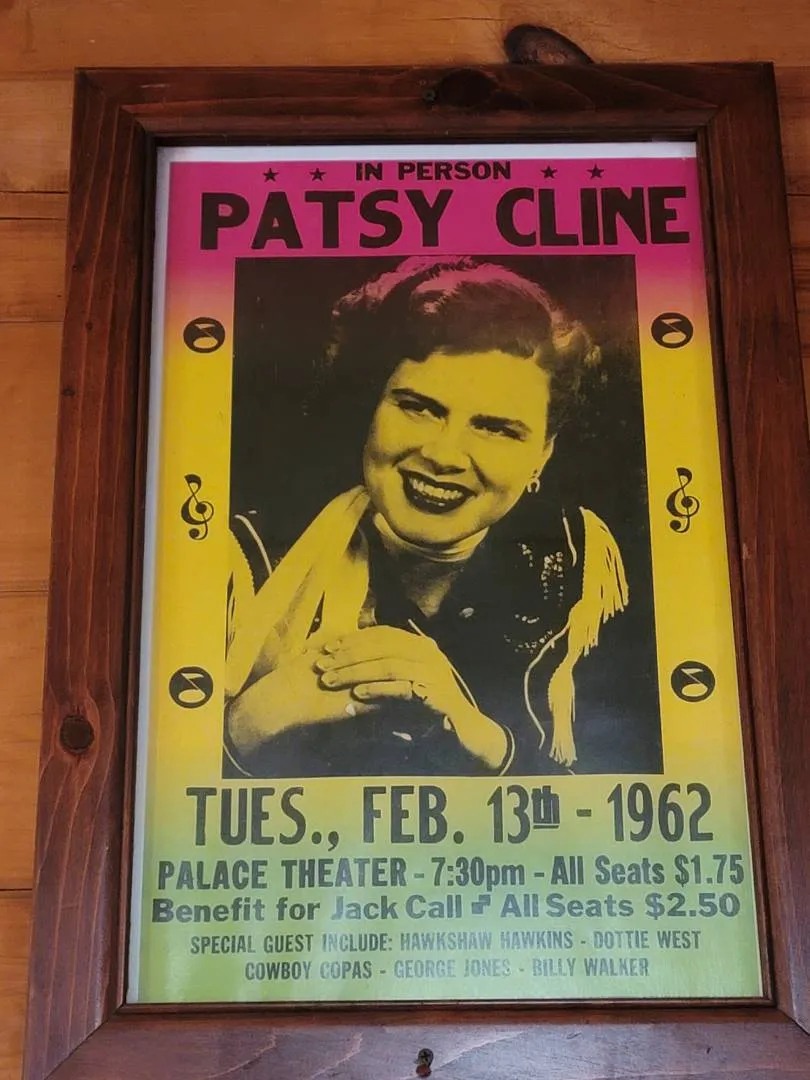 IN PERSON
PATSY CLINE
TUES., FEB. 13th - 1962
PALACE THEATER - 7:30pm - All Seats $1.75
Benefit for Jack Call All Seats $2.50
SPECIAL GUEST INCLUDE: HAWKSHAW HAWKINS - DOTTIE WEST
COWBOY COPAS - GEORGE JONES - BILLY WALKER